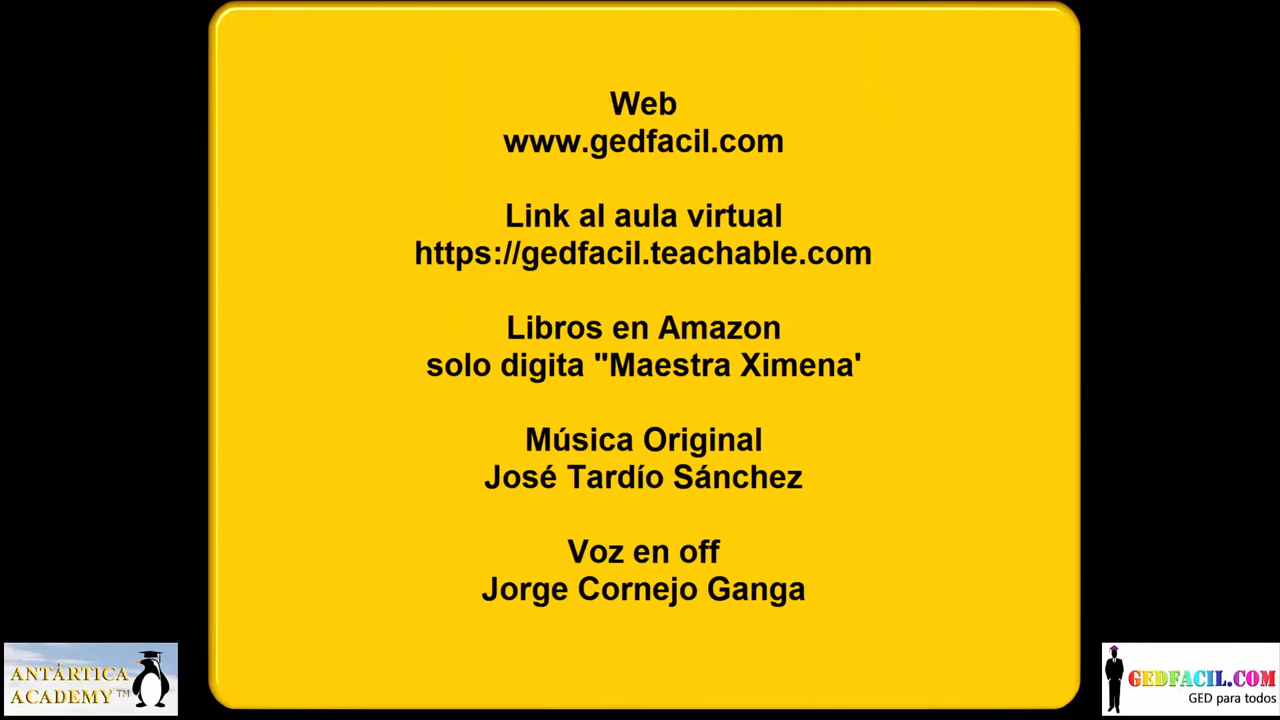 Web
www.gedfacil.com
Link al aula virtual
https://gedfacil.teachable.com
Libros en Amazon
solo digita "Maestra Ximena'
Música Original
José Tardío Sánchez
Voz en off
Jorge Cornejo Ganga
ANTÁRTICA
ACADEMY™
GEDFACIL.COM
GED para todos